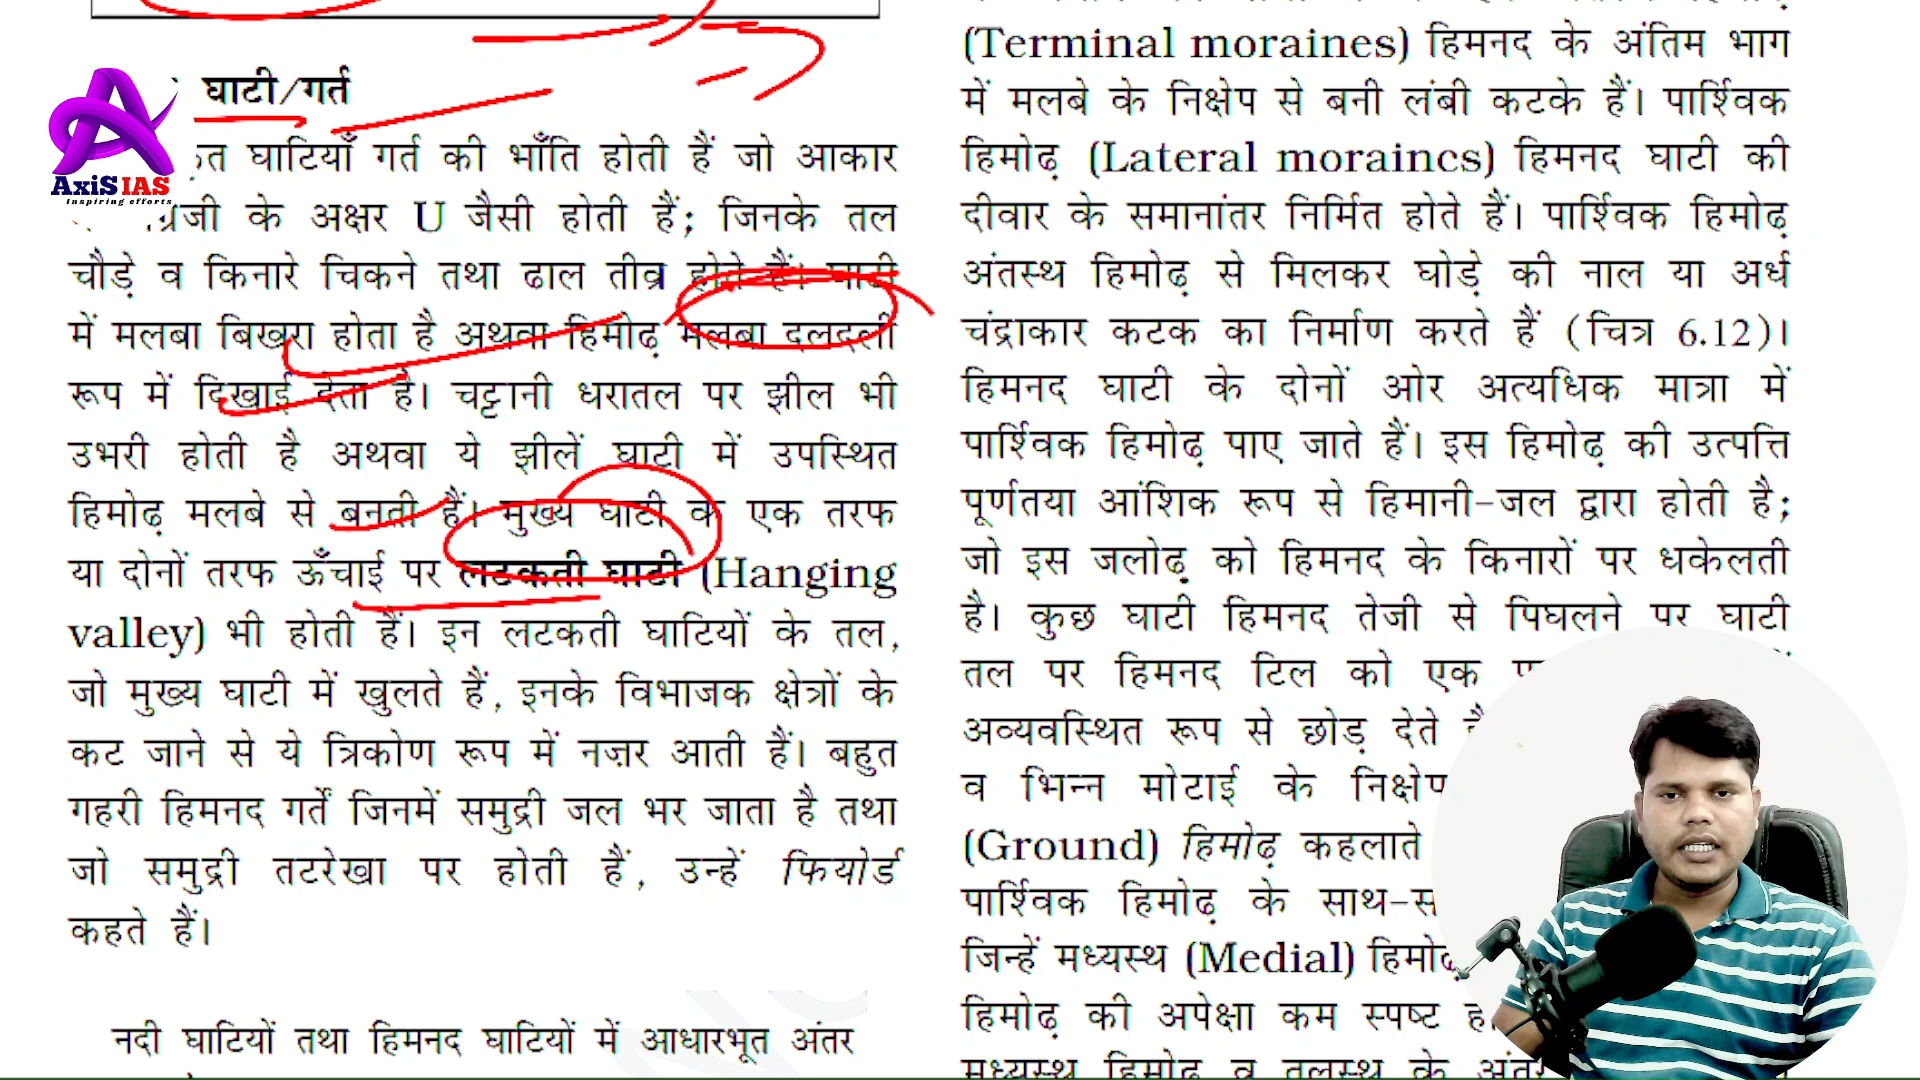 घाटी/गर्त
AxiS IAS
Inspiring efforts
घाटियाँ गर्त की भाँति होती हैं जो आकार
के अक्षर U जैसी होती हैं; जिनके तल
चौड़े व किनारे चिकने तथा ढाल तीव्र होते हैं। घाटी
में मलबा बिखरा होता है अथवा हिमोढ़ मलबा दलदली
रूप में दिखाई देता है। चट्टानी धरातल पर झील भी
उभरी होती है अथवा ये झीलें घाटी में उपस्थित
हिमोढ़ मलबे से बनती हैं। मुख्य घाटी के एक तरफ
या दोनों तरफ ऊँचाई पर लटकती घाटी (Hanging
valley) भी होती हैं। इन लटकती घाटियों के तल,
जो मुख्य घाटी में खुलते हैं, इनके विभाजक क्षेत्रों के
कट जाने से ये त्रिकोण रूप में नज़र आती हैं। बहुत
गहरी हिमनद गर्तें जिनमें समुद्री जल भर जाता है तथा
जो समुद्री तटरेखा पर होती हैं, उन्हें फियोर्ड
कहते हैं।
नदी घाटियों तथा हिमनद घाटियों में आधारभूत अंतर
(Terminal moraines) हिमनद के अंतिम भाग
में मलबे के निक्षेप से बनी लंबी कटके हैं। पार्श्विक
हिमोढ़ (Lateral moraincs) हिमनद घाटी की
दीवार के समानांतर निर्मित होते हैं। पार्श्विक हिमोढ़
अंतस्थ हिमोढ़ से मिलकर घोड़े की नाल या अर्ध
चंद्राकार कटक का निर्माण करते हैं (चित्र 6.12)।
हिमनद घाटी के दोनों ओर अत्यधिक मात्रा में
पार्श्विक हिमोढ़ पाए जाते हैं। इस हिमोढ़ की उत्पत्ति
पूर्णतया आंशिक रूप से हिमानी-जल द्वारा होती है;
जो इस जलोढ़ को हिमनद के किनारों पर धकेलती
है। कुछ घाटी हिमनद तेजी से पिघलने पर घाटी
तल पर हिमनद टिल को एक
अव्यवस्थित रूप से छोड़ देते
व भिन्न मोटाई के
(Ground) हिमोढ़ कहलाते
पार्श्विक हिमोढ़ के
जिन्हें मध्यस्थ (Medial)
हिमोढ़ की अपेक्षा कम स्पष्ट
मध्यस्थ हिमोढ़ व तलस्थ के